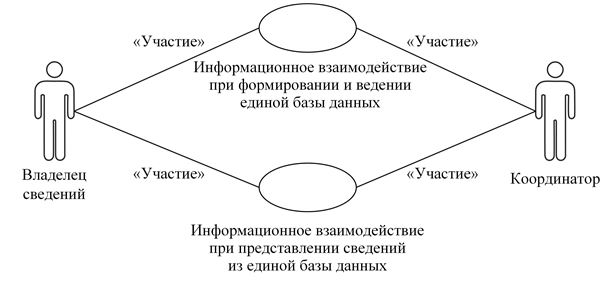 «Участие»
«Участие»
Информационное взаимодействие
при формировании и ведении
единой базы данных
Владелец
сведений
Координатор
«Участие»
«Участие»
Информационное взаимодействие
при представлении сведений
из единой базы данных